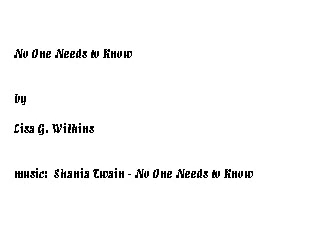 No One Needs to Know
by
Lisa G. Wilkins
music:  Shania Twain - No One Needs to Know